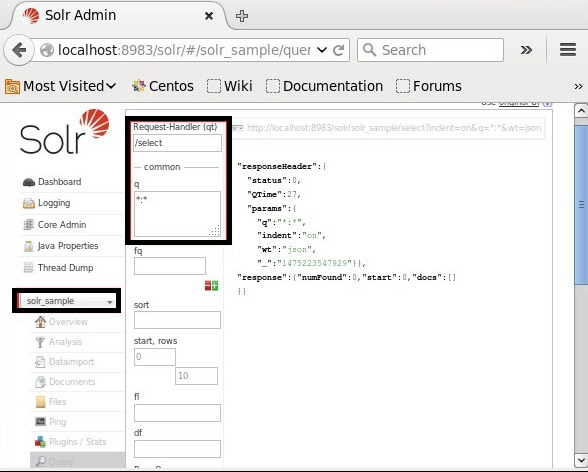 Solr Admin
localhost:8983/solr/#/solr_sample/quer
Search
Most Visited
Centos
Wiki
Documentation
Forums
Use original UI
Solr
Dashboard
Logging
Core Admin
Java Properties
Thread Dump
solr_sample
Overview
Analysis
Dataimport
Documents
Files
Ping
Plugins / Stats
Query
Request-Handler (qt)
/select
common
q
*:*
fq
sort
start, rows
0
10
fl
df
http://localhost:8983/solr/solr_sample/select?indent=on&q=*:*&wt=json
"responseHeader":{
"status":0,
"QTime":27,
"params":{
"q":"*:*",
"indent":"on",
"wt":"json",
"_":"1475223547929"}},
"response":{"numFound":0,"start":0,"docs":[]
}}